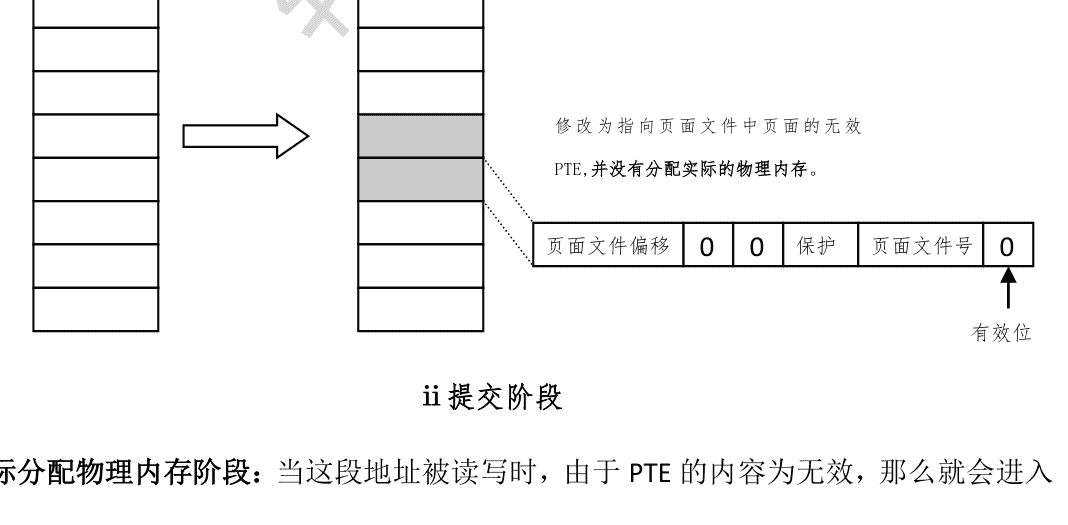 修改为指向页面文件中页面的无效
PTE,并没有分配实际的物理内存。
页面文件偏移 0 0 保护 页面文件号 0
有效位
ii 提交阶段
际分配物理内存阶段：当这段地址被读写时，由于 PTE 的内容为无效，那么就会进入